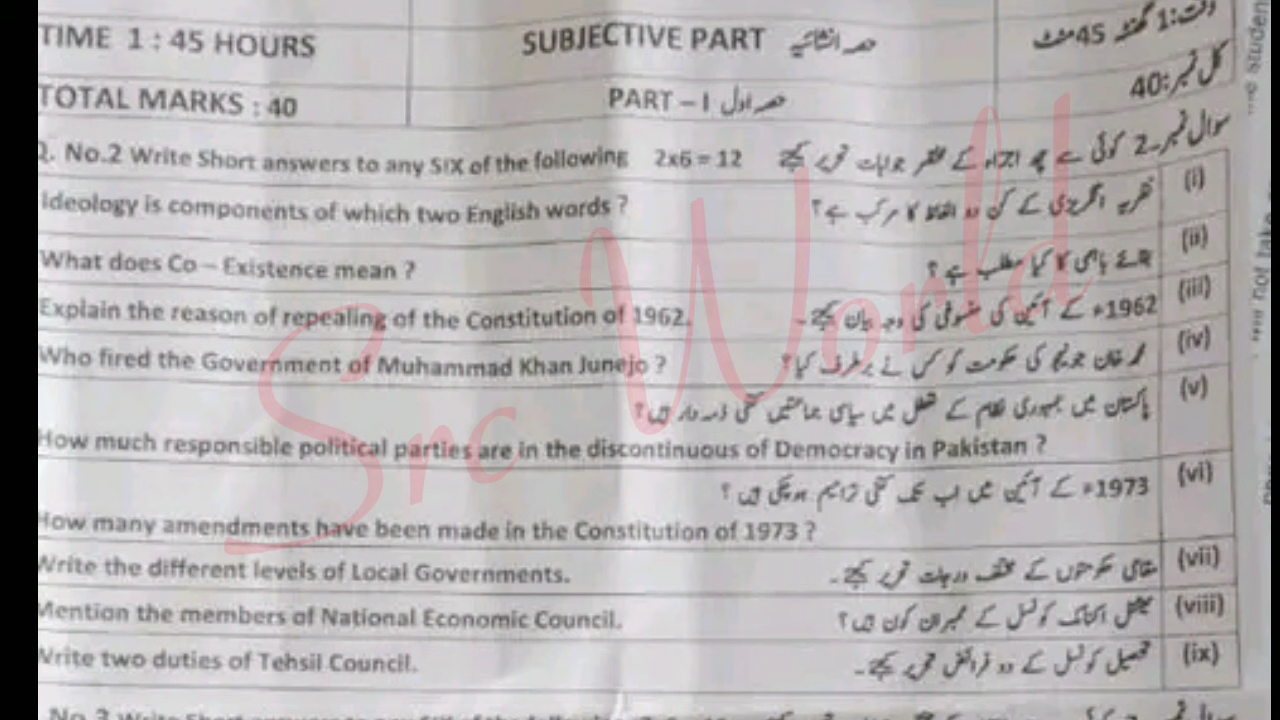 TIME 1 : 45 HOURS SUBJECTIVE PART حصہ انشائیہ وقت: 1 گھنٹہ 45 منٹ
TOTAL MARKS : 40 PART – I حصہ اول کل نمبر: 40
Q. No.2 Write Short answers to any SIX of the following 2x6 = 12 سوال نمبر 2۔ کوئی سے چھ اجزاء کے مختصر جوابات تحریر کیجئے
Ideology is components of which two English words ? نظریہ انگریزی کے کن دو الفاظ کا مرکب ہے؟ (i)
What does Co – Existence mean ? بقائے باہمی کا کیا مطلب ہے؟ (ii)
Explain the reason of repealing of the Constitution of 1962. 1962ء کے آئین کی منسوخی کی وجہ بیان کیجئے۔ (iii)
Who fired the Government of Muhammad Khan Junejo ? محمد خان جونیجو کی حکومت کو کس نے برطرف کیا؟ (iv)
پاکستان میں جمہوری نظام کے تعطل میں سیاسی جماعتیں کتنی ذمہ دار ہیں؟ (v)
How much responsible political parties are in the discontinuous of Democracy in Pakistan ?
1973ء کے آئین میں اب تک کتنی ترامیم ہو چکی ہیں؟ (vi)
How many amendments have been made in the Constitution of 1973 ?
Write the different levels of Local Governments. مقامی حکومتوں کے مختلف درجات تحریر کیجئے۔ (vii)
Mention the members of National Economic Council. نیشنل اکنامک کونسل کے ممبران کون ہیں؟ (viii)
Write two duties of Tehsil Council. تحصیل کونسل کے دو فرائض تحریر کیجئے۔ (ix)
Src World